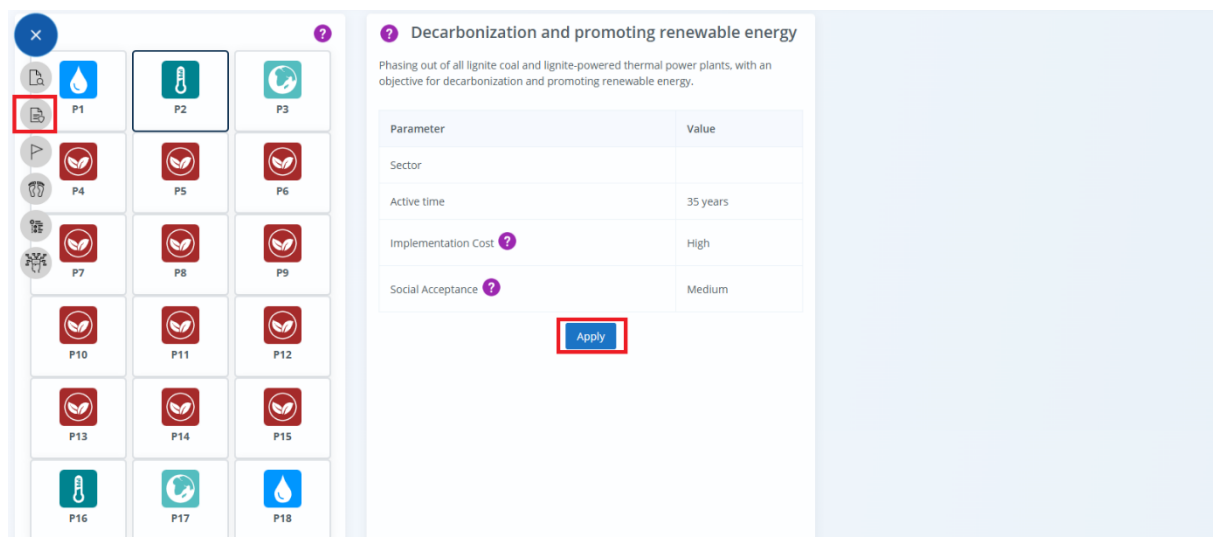 P1
P2
P3
P4
P5
P6
P7
P8
P9
P10
P11
P12
P13
P14
P15
P16
P17
P18
? Decarbonization and promoting renewable energy
Phasing out of all lignite coal and lignite-powered thermal power plants, with an
objective for decarbonization and promoting renewable energy.
Parameter Value
Sector
Active time 35 years
Implementation Cost ? High
Social Acceptance ? Medium
Apply